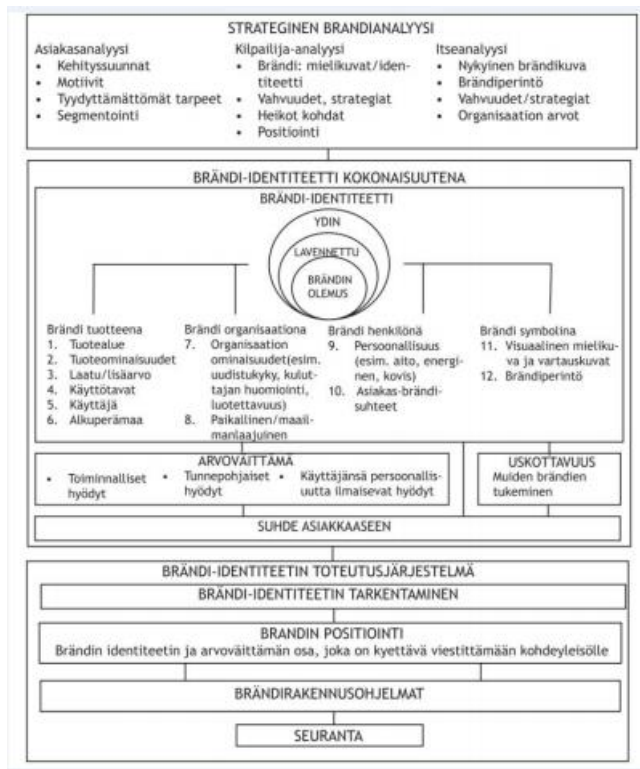 STRATEGINEN BRANDIANALYYSI
Asiakasanalyysi
• Kehityssuunnat
• Motiivit
• Tyydyttämättömät tarpeet
• Segmentointi
Kilpailija-analyysi
• Brändi: mielikuvat/iden-
titeetti
• Vahvuudet, strategiat
• Heikot kohdat
• Positiointi
Itseanalyysi
• Nykyinen brändikuva
• Brändiperintö
• Vahvuudet/strategiat
• Organisaation arvot
BRÄNDI-IDENTITEETTI KOKONAISUUTENA
BRÄNDI-IDENTITEETTI
YDIN
LAVENNETTU
BRÄNDIN
OLEMUS
Brändi tuotteena
1. Tuotealue
2. Tuoteominaisuudet
3. Laatu/lisäarvo
4. Käyttötavat
5. Käyttäjä
6. Alkuperämaa
Brändi organisaationa
7. Organisaation
ominaisuudet(esim.
uudistukyky, kulut-
tajan huomiointi,
luotettavuus)
8. Paikallinen/maail-
manlaajuinen
Brändi henkilönä
9. Persoonallisuus
(esim. aito, energi-
nen, kovis)
10. Asiakas-brändi-
suhteet
Brändi symbolina
11. Visuaalinen mieliku-
va ja vartauskuvat
12. Brändiperintö
ARVOVÄITTÄMÄ
• Toiminnalliset
hyödyt
• Tunnepohjaiset
hyödyt
• Käyttäjänsä persoonallis-
uutta ilmaisevat hyödyt
USKOTTAVUUS
Muiden brändien
tukeminen
SUHDE ASIAKKAASEEN
BRÄNDI-IDENTITEETIN TOTEUTUSJÄRJESTELMÄ
BRÄNDI-IDENTITEETIN TARKENTAMINEN
BRANDIN POSITIOINTI
Brändin identiteetin ja arvoväittämän osa, joka on kyettävä viestittämään kohdeyleisölle
BRÄNDIRAKENNUSOHJELMAT
SEURANTA